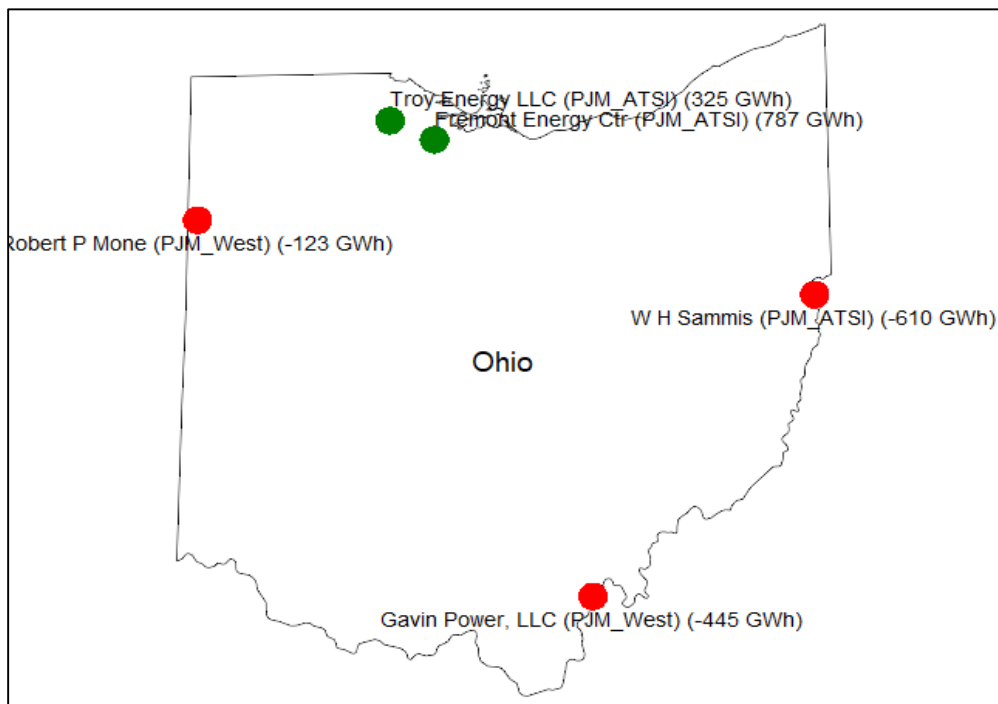 Troy Energy LLC (PJM_ATSI) (325 GWh)
Fremont Energy Ctr (PJM_ATSI) (787 GWh)
Robert P Mone (PJM_West) (-123 GWh)
W H Sammis (PJM_ATSI) (-610 GWh)
Ohio
Gavin Power, LLC (PJM_West) (-445 GWh)